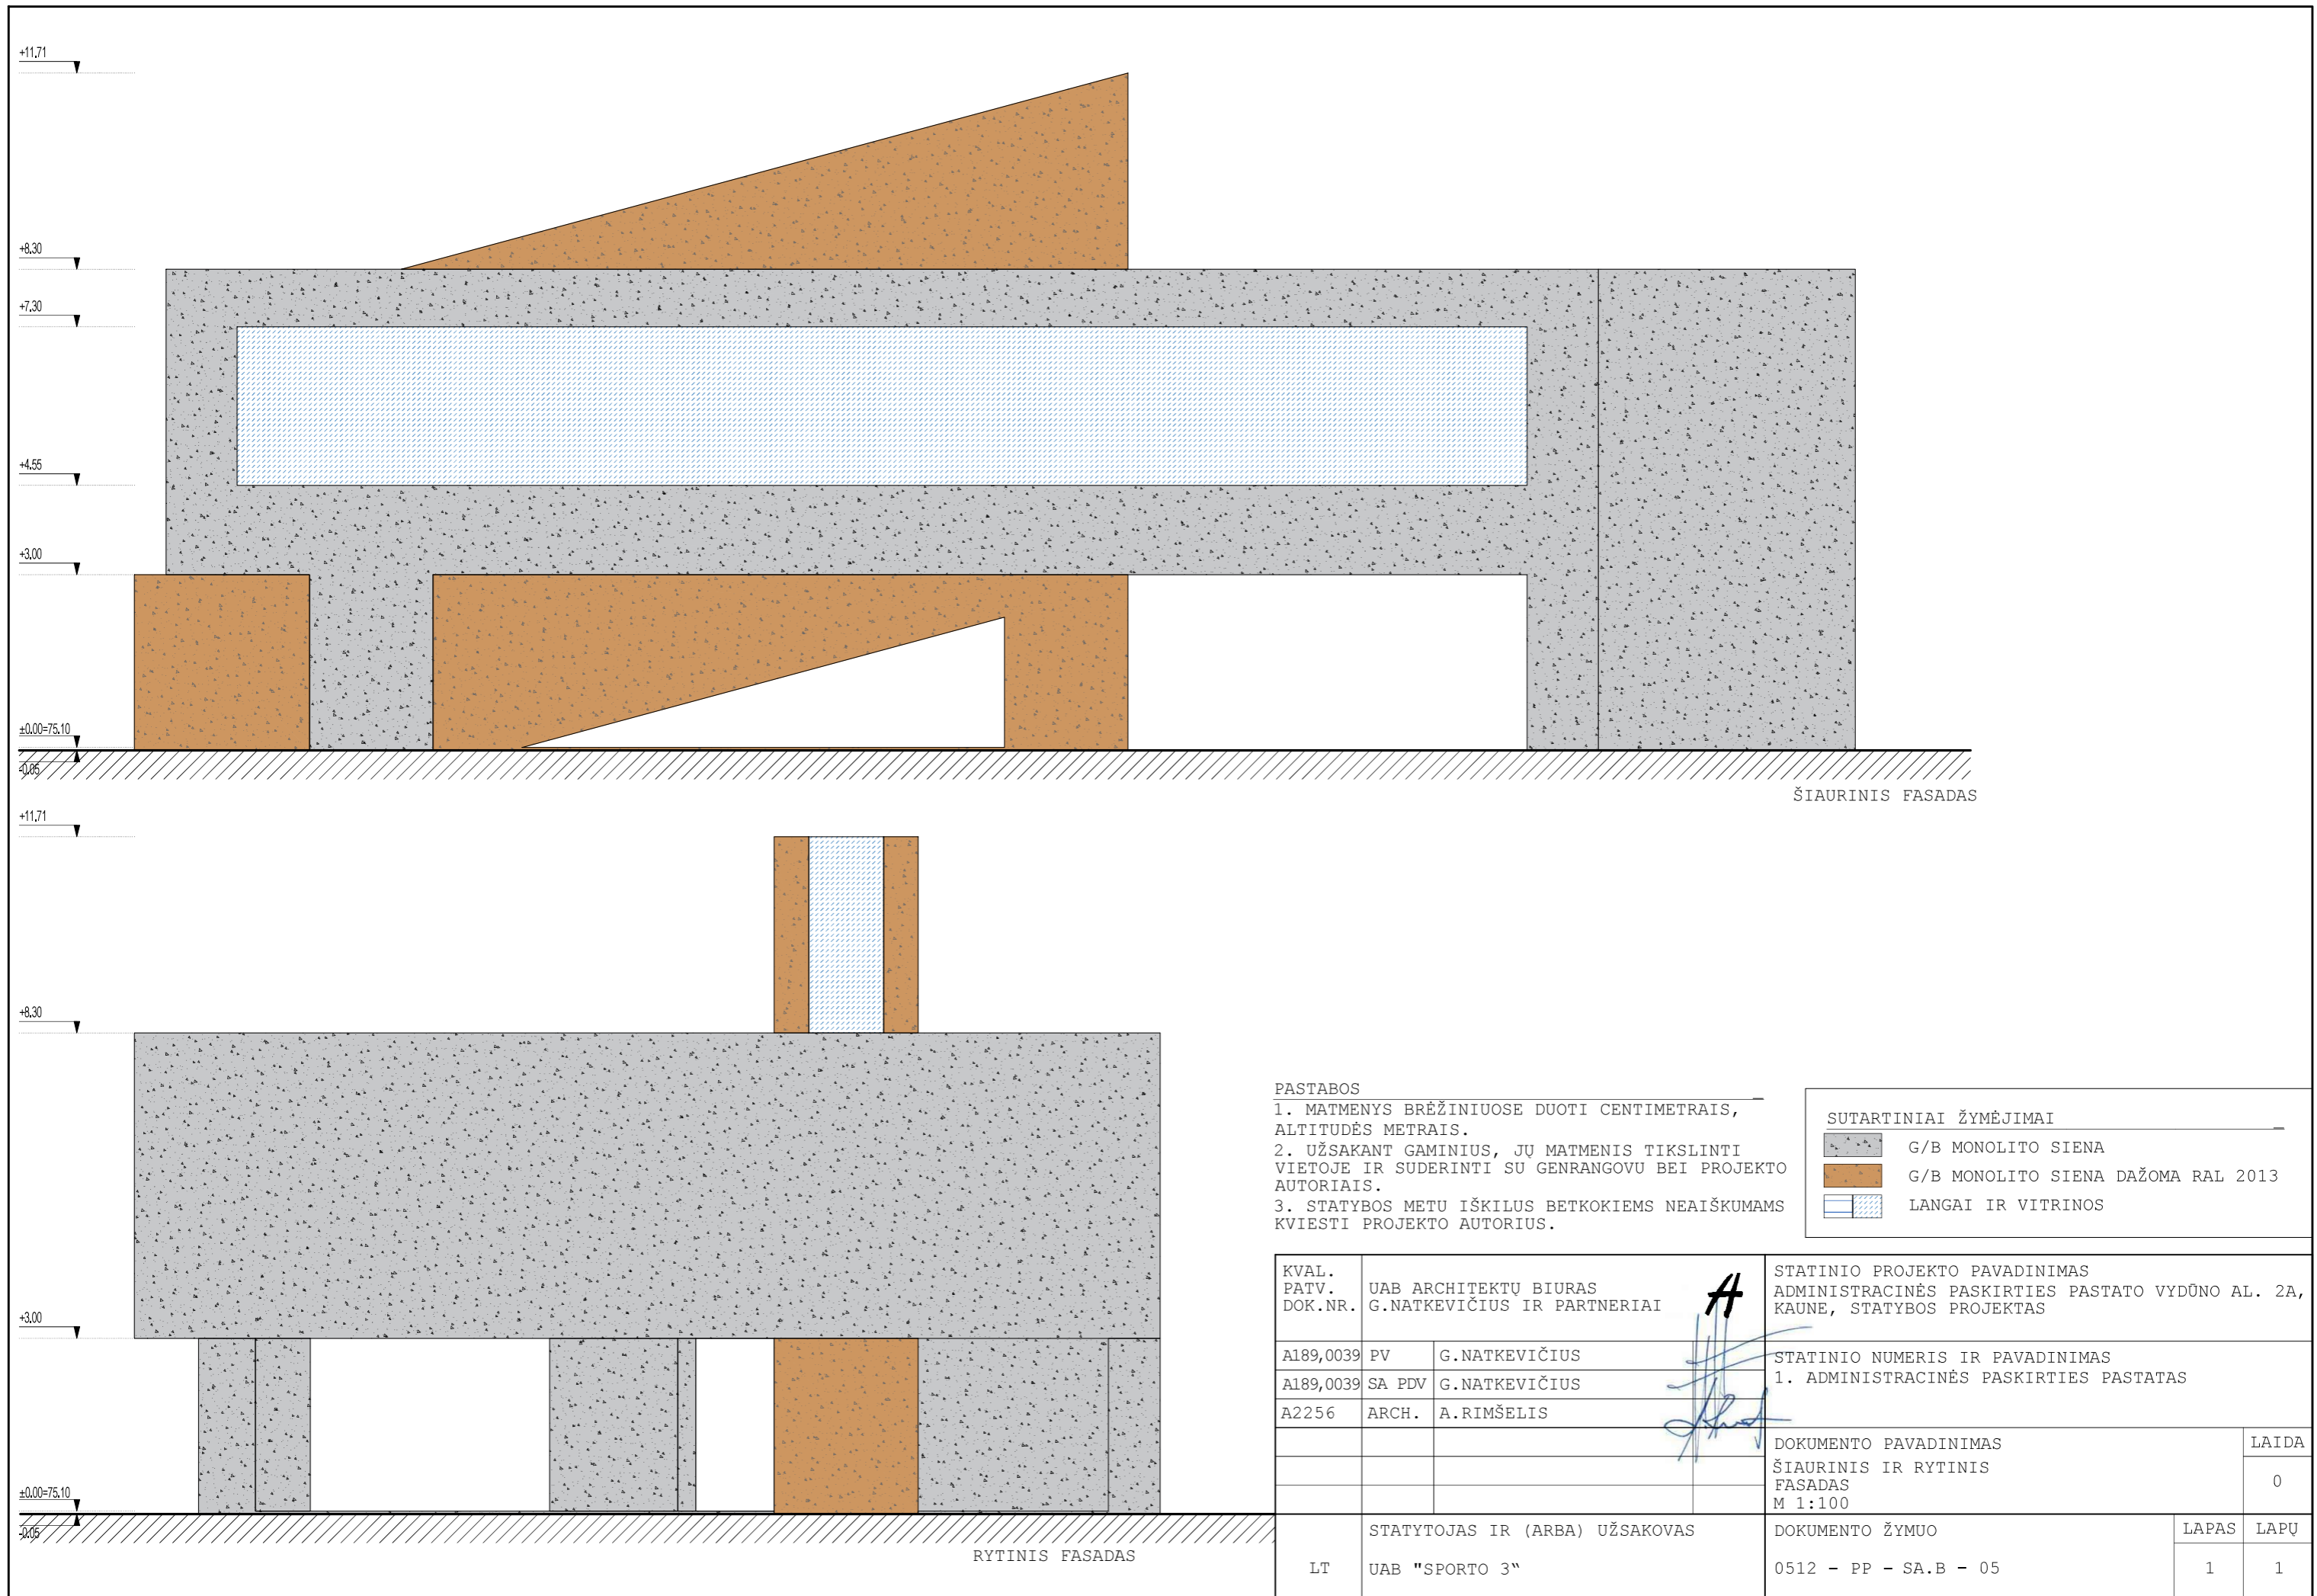 +11.71
+8.30
+7.30
+4.55
+3.00
±0.00=75.10
-0.05
ŠIAURINIS FASADAS
+11.71
+8.30
+3.00
±0.00=75.10
-0.05
RYTINIS FASADAS
PASTABOS
1. MATMENYS BRĖŽINIUOSE DUOTI CENTIMETRAIS,
ALTITUDĖS METRAIS.
2. UŽSAKANT GAMINIUS, JŲ MATMENIS TIKSLINTI
VIETOJE IR SUDERINTI SU GENRANGOVU BEI PROJEKTO
AUTORIAIS.
3. STATYBOS METU IŠKILUS BETKOKIEMS NEAIŠKUMAMS
KVIESTI PROJEKTO AUTORIUS.
SUTARTINIAI ŽYMĖJIMAI
G/B MONOLITO SIENA
G/B MONOLITO SIENA DAŽOMA RAL 2013
LANGAI IR VITRINOS
KVAL.
PATV.
DOK.NR.
UAB ARCHITEKTŲ BIURAS
G.NATKEVIČIUS IR PARTNERIAI
STATINIO PROJEKTO PAVADINIMAS
ADMINISTRACINĖS PASKIRTIES PASTATO VYDŪNO AL. 2A,
KAUNE, STATYBOS PROJEKTAS
A189,0039 PV G.NATKEVIČIUS
A189,0039 SA PDV G.NATKEVIČIUS
A2256 ARCH. A.RIMŠELIS
STATINIO NUMERIS IR PAVADINIMAS
1. ADMINISTRACINĖS PASKIRTIES PASTATAS
DOKUMENTO PAVADINIMAS
ŠIAURINIS IR RYTINIS
FASADAS
M 1:100
LAIDA
0
LT
STATYTOJAS IR (ARBA) UŽSAKOVAS
UAB "SPORTO 3“
DOKUMENTO ŽYMUO
0512 - PP - SA.B - 05
LAPAS LAPŲ
1 1